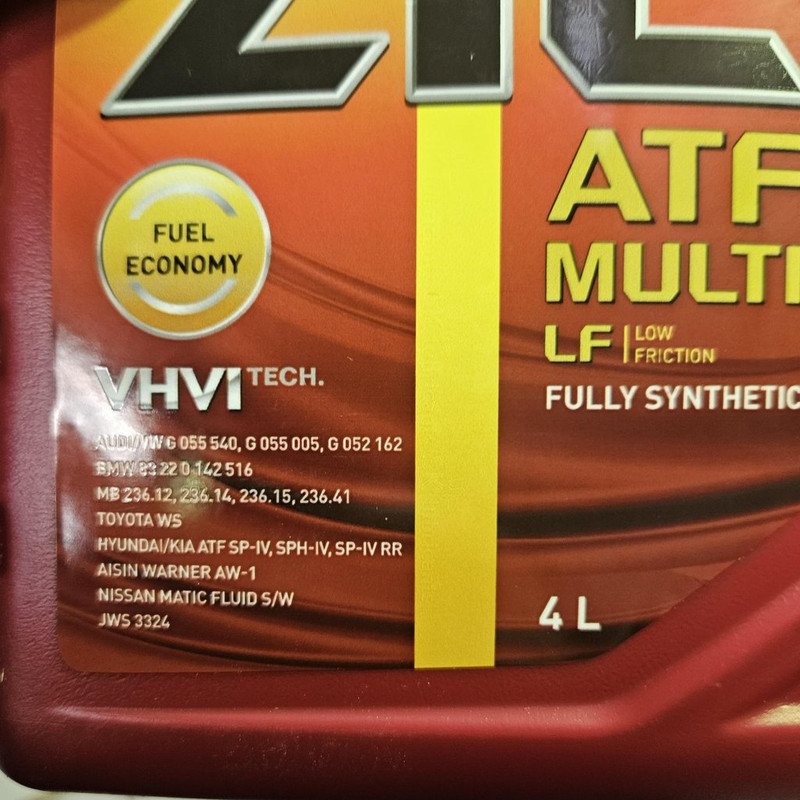 ZIC
ATF
MULTI
LF LOW
FRICTION
FULLY SYNTHETIC
FUEL
ECONOMY
VHVI TECH.
AUDI/VW G 055 540, G 055 005, G 052 162
BMW 83 22 0 142 516
MB 236.12, 236.14, 236.15, 236.41
TOYOTA WS
HYUNDAI/KIA ATF SP-IV, SPH-IV, SP-IV RR
AISIN WARNER AW-1
NISSAN MATIC FLUID S/W
JWS 3324
4 L